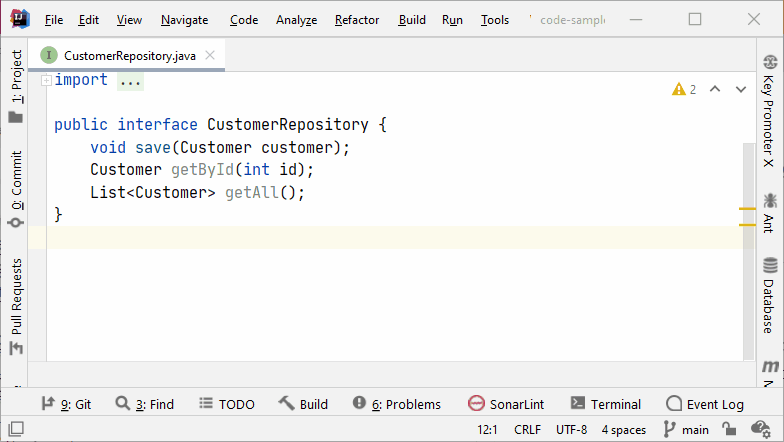 File Edit View Navigate Code Analyze Refactor Build Run Tools code-sample
CustomerRepository.java
import ...
2
public interface CustomerRepository {
void save(Customer customer);
Customer getById(int id);
List<Customer> getAll();
}
1: Project
0: Commit
Pull Requests
Key Promoter X
Ant
Database
9: Git 3: Find TODO Build 6: Problems SonarLint Terminal Event Log
12:1 CRLF UTF-8 4 spaces main